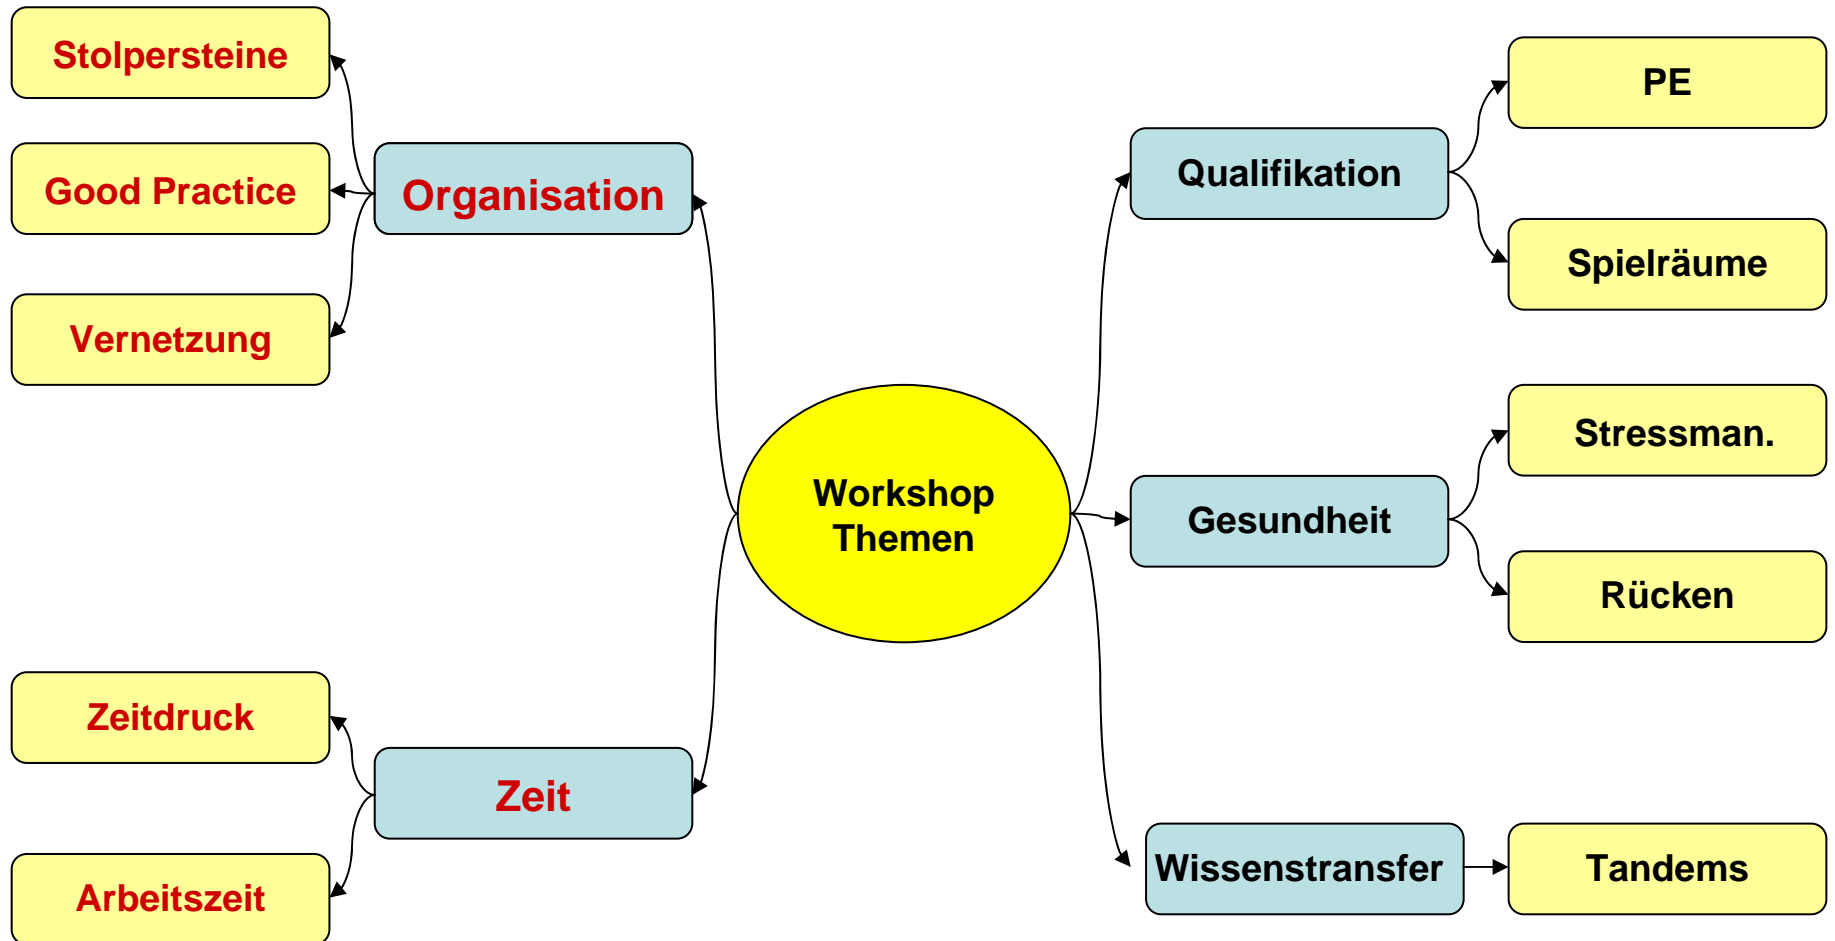 Stolpersteine
Good Practice
Vernetzung
Organisation
Zeitdruck
Arbeitszeit
Zeit
Workshop
Themen
Qualifikation
PE
Spielräume
Gesundheit
Stressman.
Rücken
Wissenstransfer
Tandems